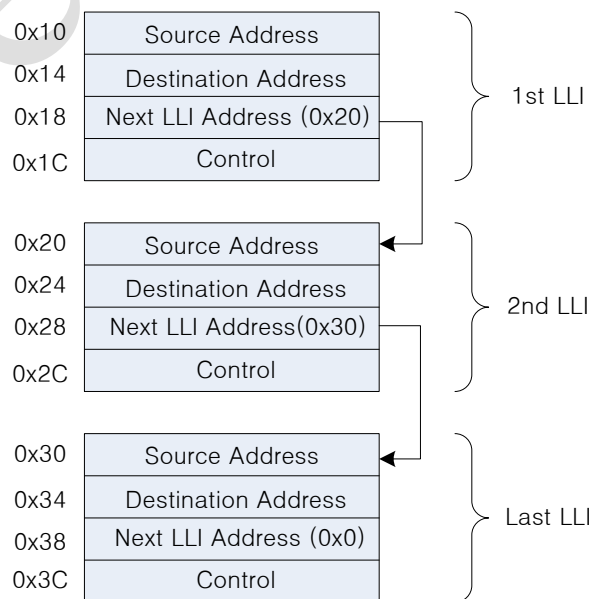 0x10 Source Address
0x14 Destination Address
0x18 Next LLI Address (0x20)
0x1C Control
1st LLI
0x20 Source Address
0x24 Destination Address
0x28 Next LLI Address(0x30)
0x2C Control
2nd LLI
0x30 Source Address
0x34 Destination Address
0x38 Next LLI Address (0x0)
0x3C Control
Last LLI